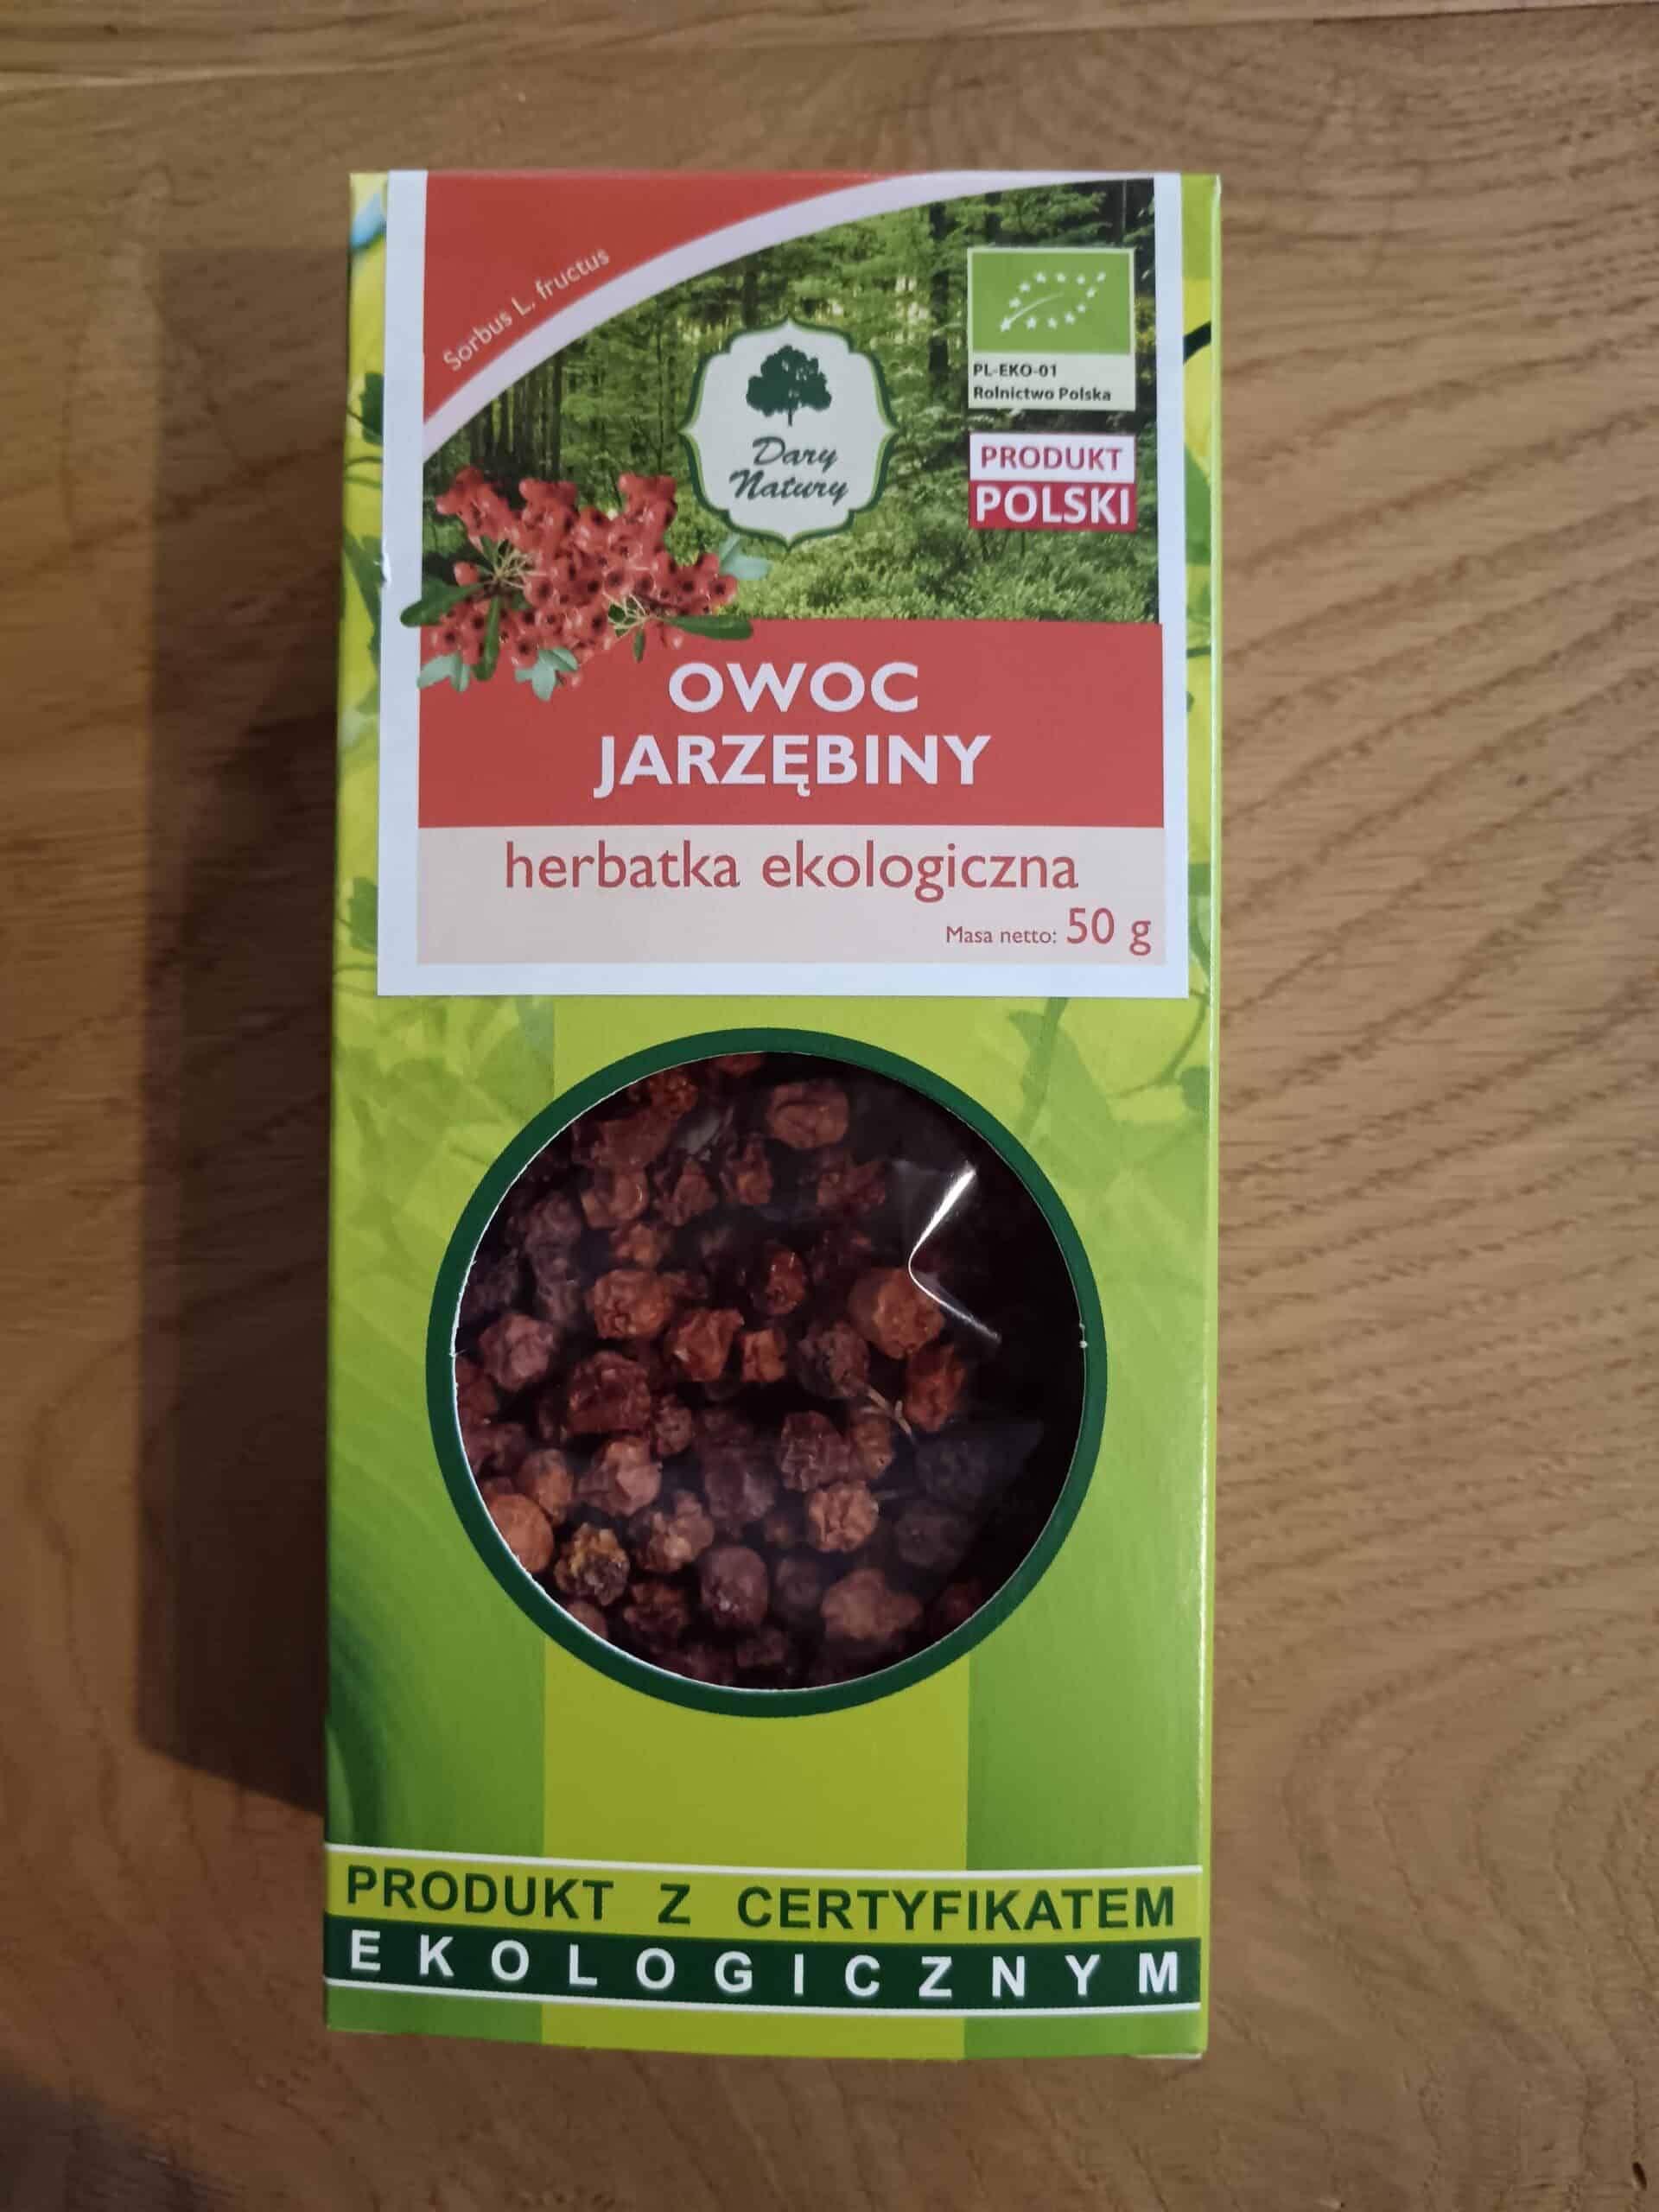 Sorbus L. fructus
Dary
Natury
PL-EKO-01
Rolnictwo Polska
PRODUKT
POLSKI
OWOC
JARZĘBINY
herbatka ekologiczna
Masa netto: 50 g
PRODUKT Z CERTYFIKATEM
EKOLOGICZNYM